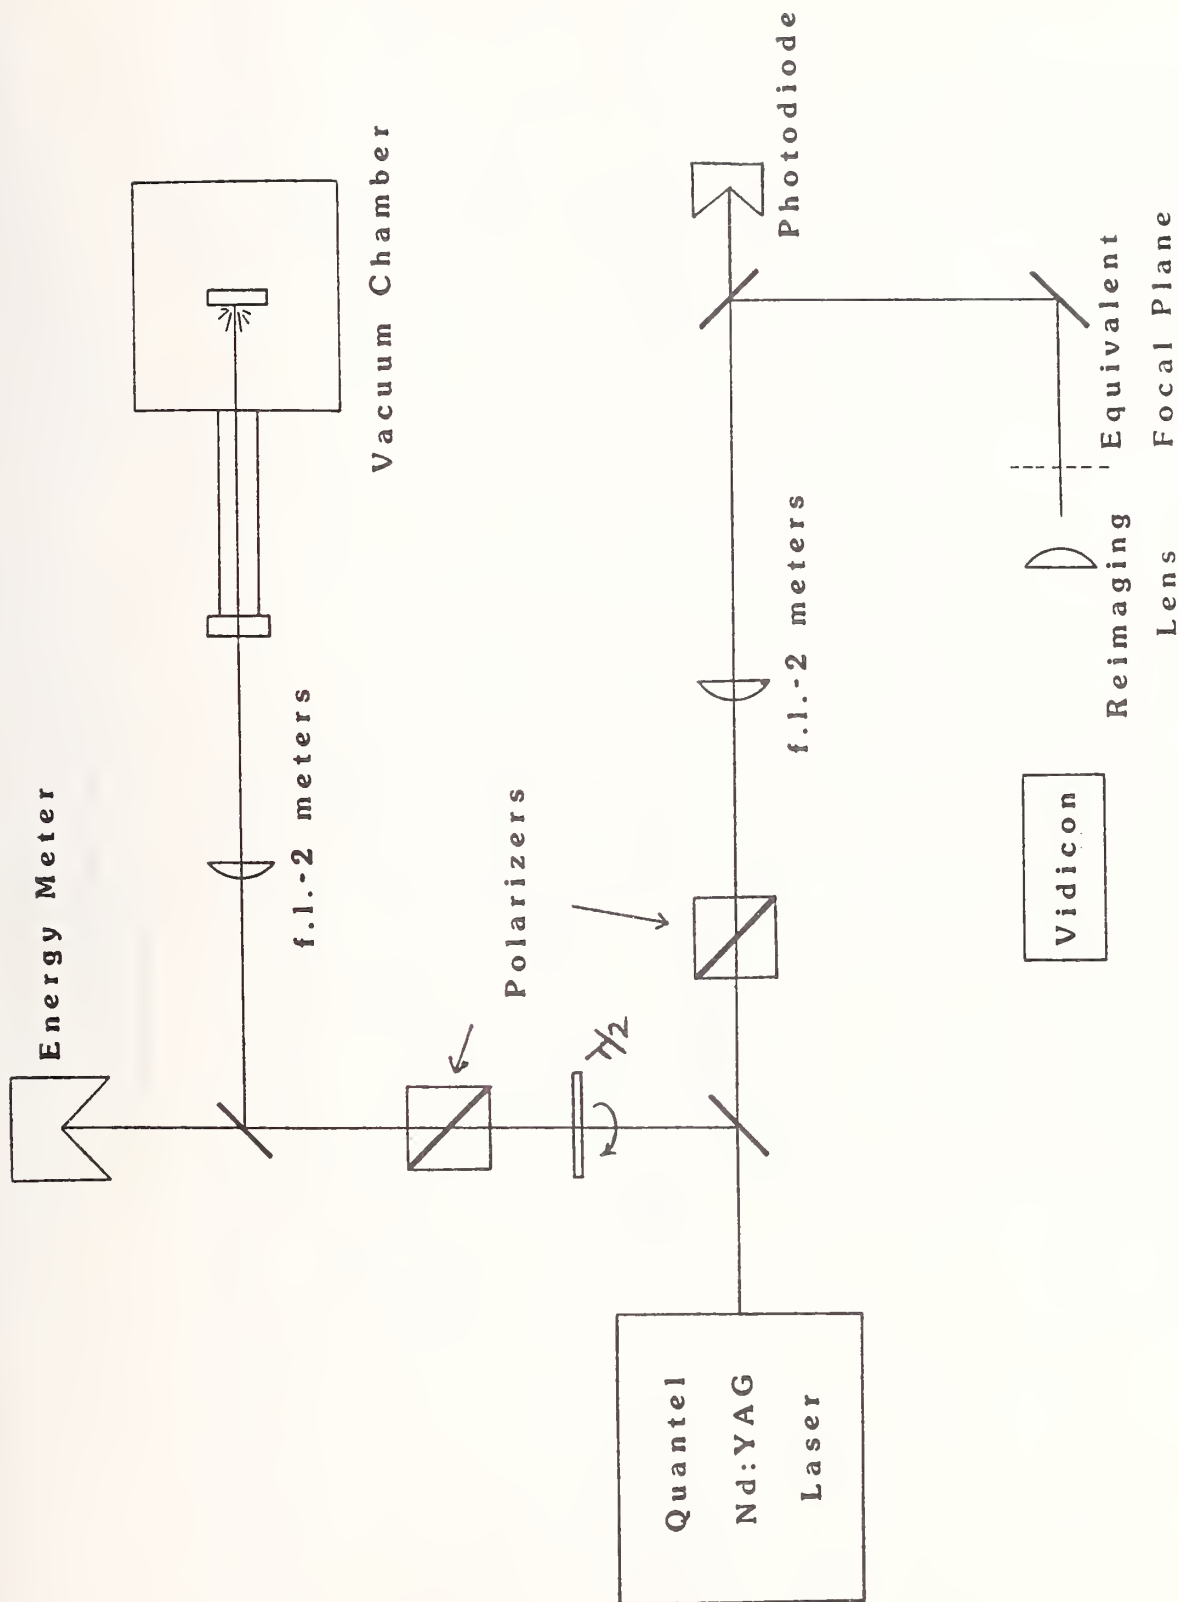 Energy Meter
f.l.-2 meters
Vacuum Chamber
Polarizers
λ/2
Quantel
Nd:YAG
Laser
f.l.-2 meters
Photodiode
Vidicon
Reimaging
Lens
Equivalent
Focal Plane